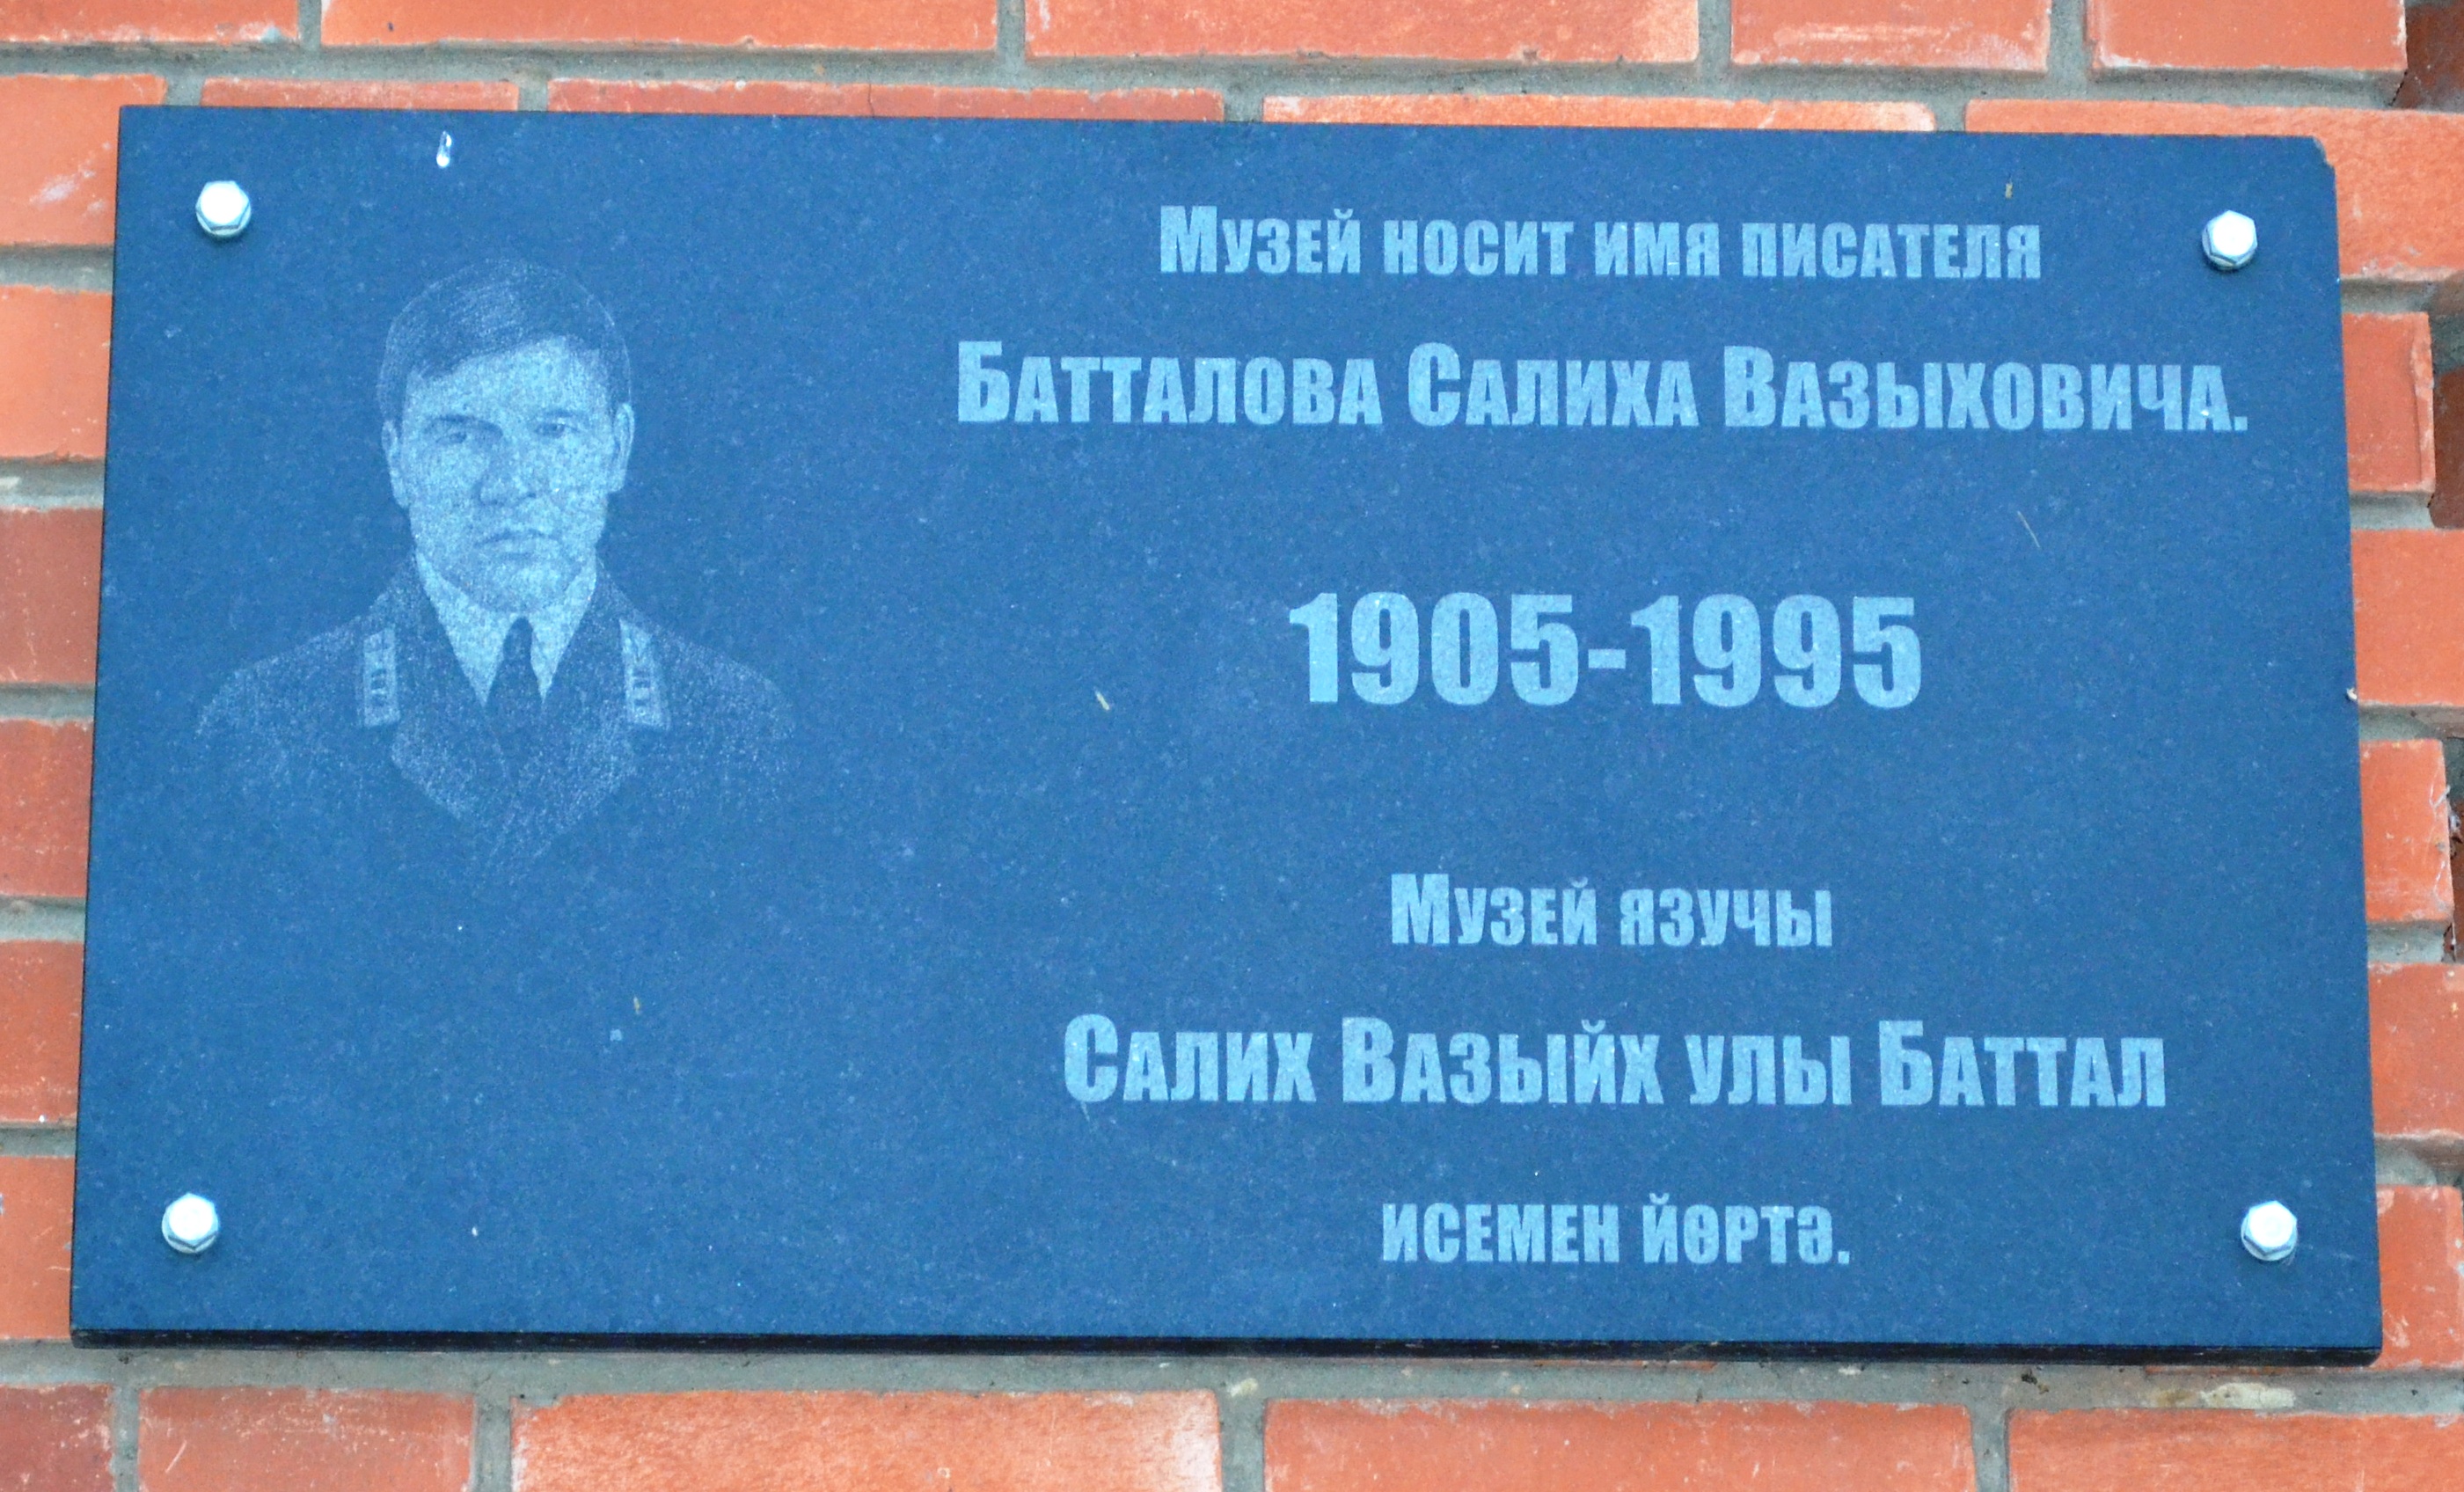 Музей носит имя писателя
Батталова Салиха Вазыховича.
1905-1995
Музей язучы
Салих Вазыйх улы Баттал
исемен йөртә.